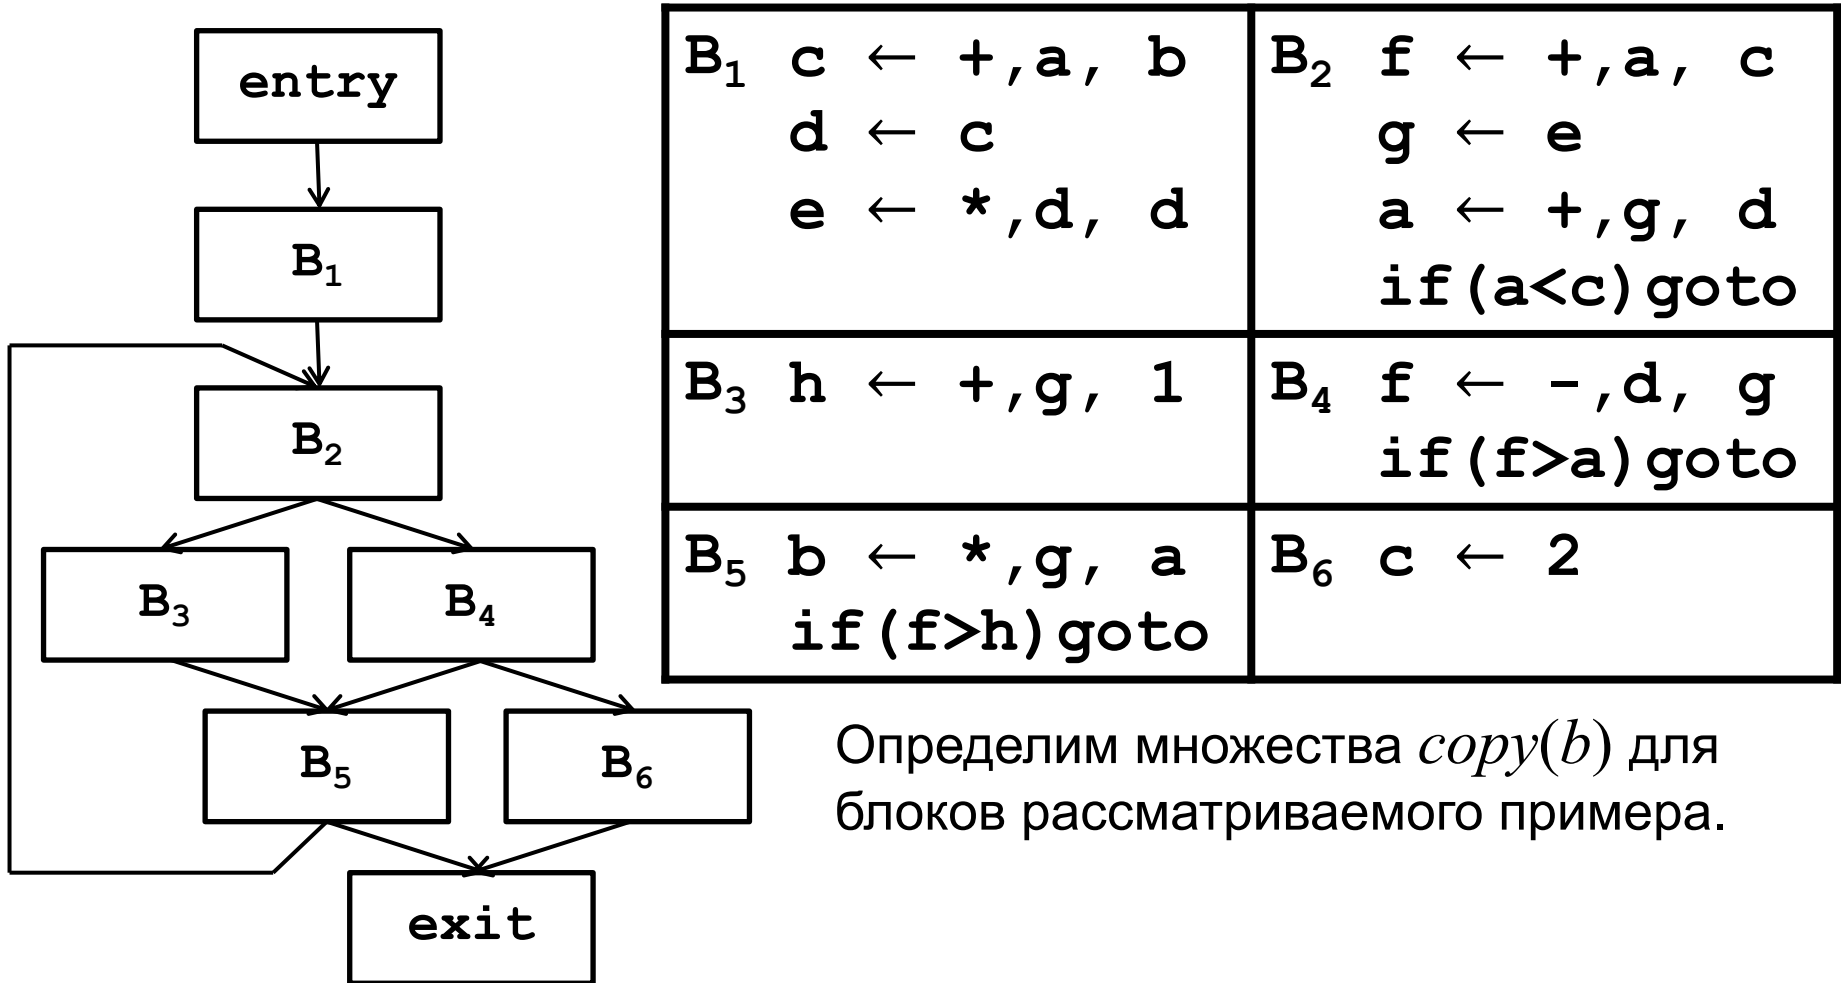 entry
B₁
B₂
B₃ B₄
B₅ B₆
exit
B₁ c ← +,a, b
d ← c
e ← *,d, d
B₂ f ← +,a, c
g ← e
a ← +,g, d
if(a<c)goto
B₃ h ← +,g, 1
B₄ f ← -,d, g
if(f>a)goto
B₅ b ← *,g, a
if(f>h)goto
B₆ c ← 2
Определим множества copy(b) для
блоков рассматриваемого примера.